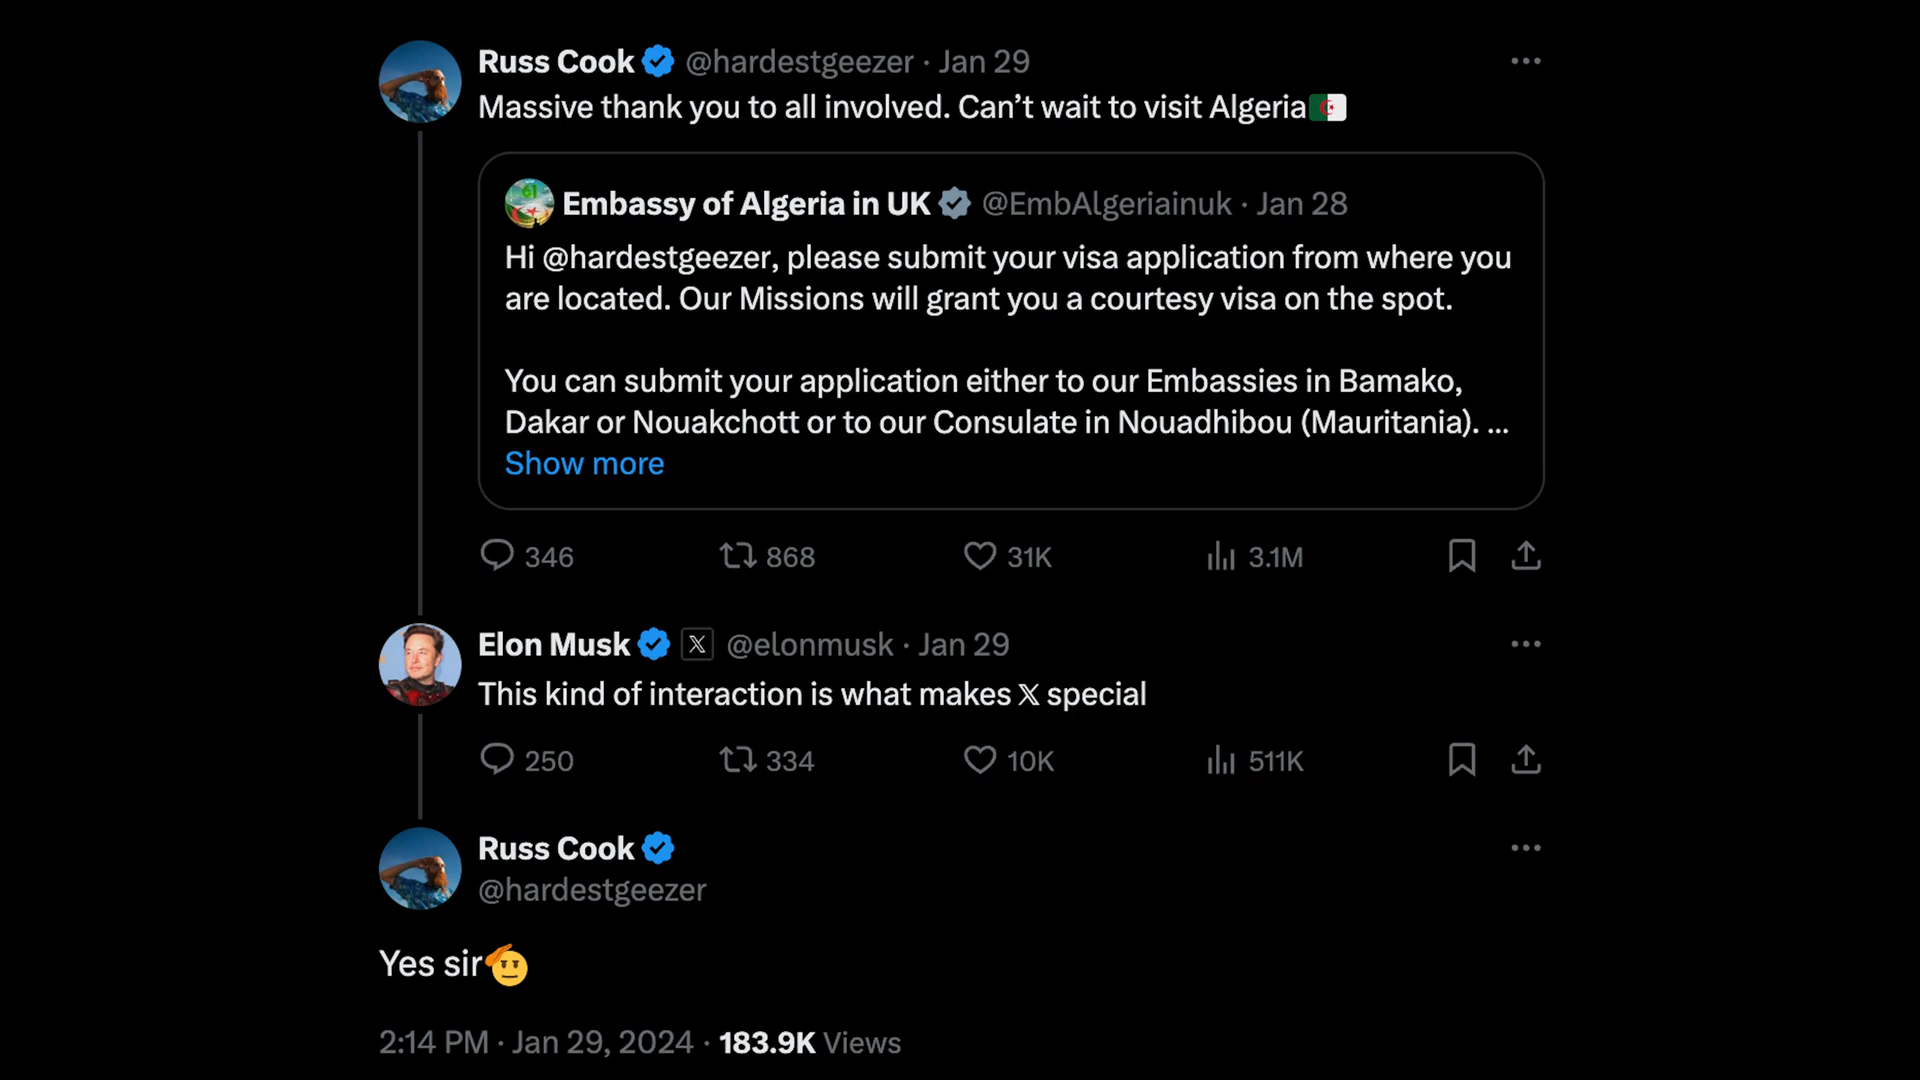 Russ Cook @hardestgeezer · Jan 29
Massive thank you to all involved. Can’t wait to visit Algeria🇩🇿
Embassy of Algeria in UK @EmbAlgeriainuk · Jan 28
Hi @hardestgeezer, please submit your visa application from where you
are located. Our Missions will grant you a courtesy visa on the spot.
You can submit your application either to our Embassies in Bamako,
Dakar or Nouakchott or to our Consulate in Nouadhibou (Mauritania). ...
Show more
346 868 31K 3.1M
Elon Musk X @elonmusk · Jan 29
This kind of interaction is what makes 𝕏 special
250 334 10K 511K
Russ Cook
@hardestgeezer
Yes sir🫡
2:14 PM · Jan 29, 2024 · 183.9K Views